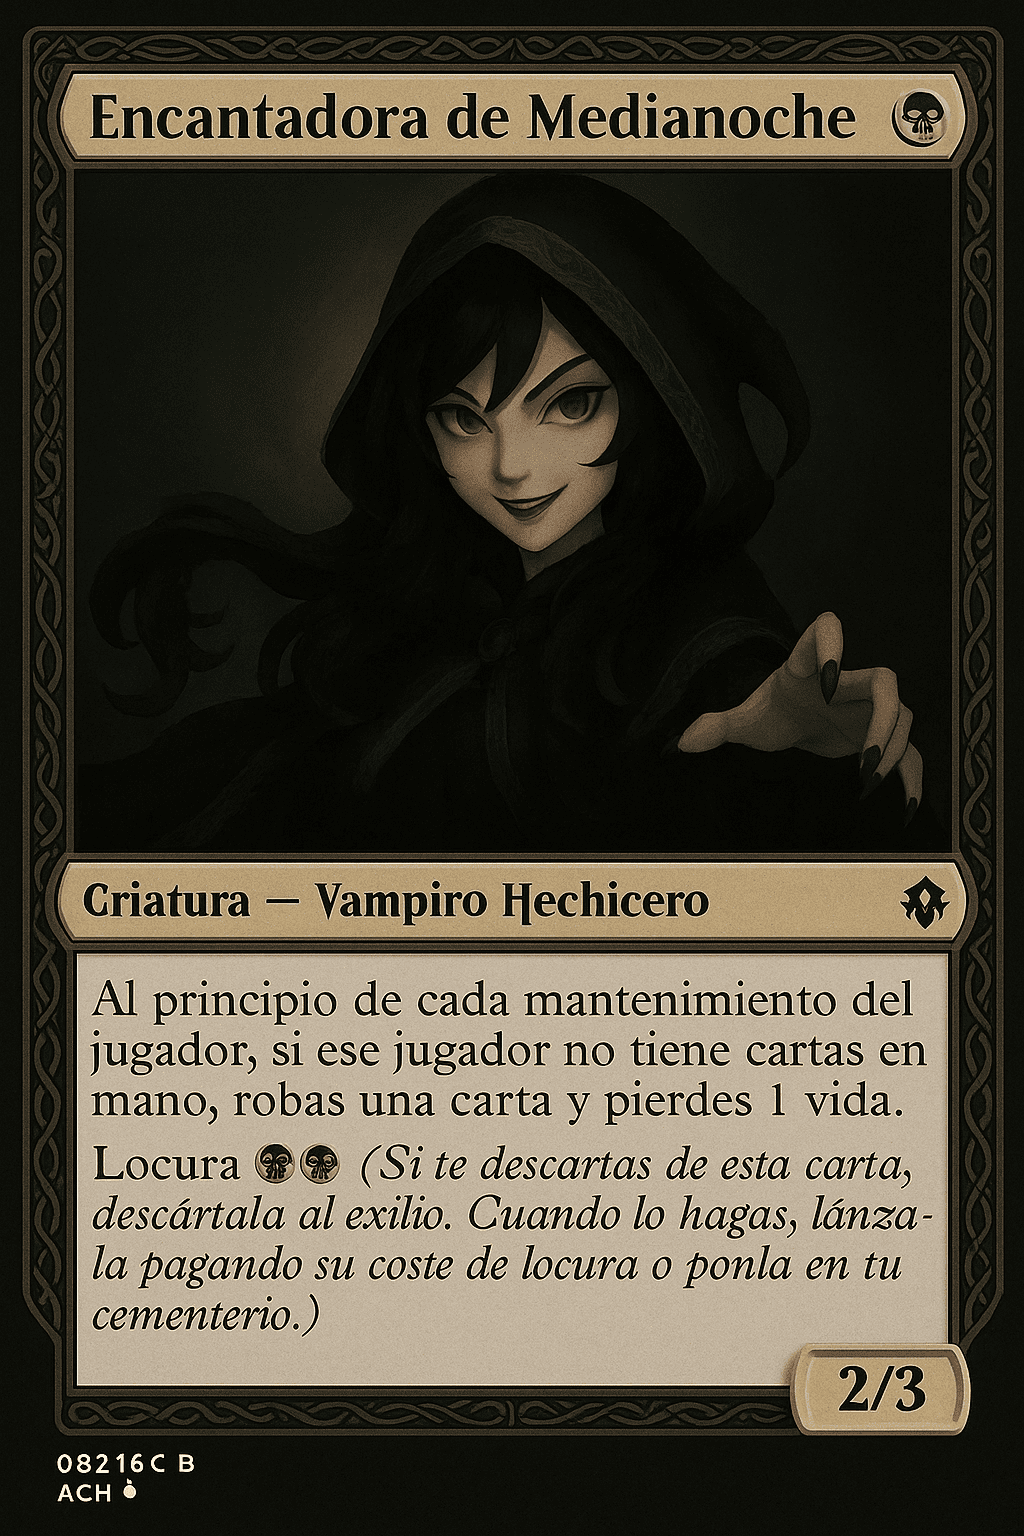 Encantadora de Medianoche
Criatura — Vampiro Hechicero
Al principio de cada mantenimiento del
jugador, si ese jugador no tiene cartas en
mano, robas una carta y pierdes 1 vida.
Locura (Si te descartas de esta carta,
descártala al exilio. Cuando lo hagas, lánza-
la pagando su coste de locura o ponla en tu
cementerio.)
2/3
08216C B
ACH